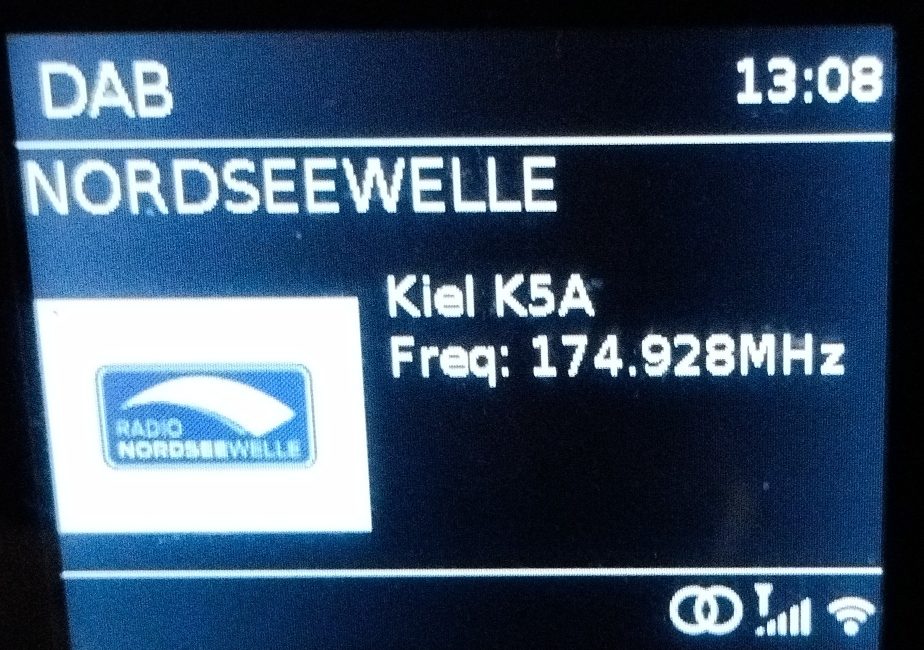 DAB
13:08
NORDSEEWELLE
Kiel K5A
Freq: 174.928MHz
RADIO
NORDSEEWELLE